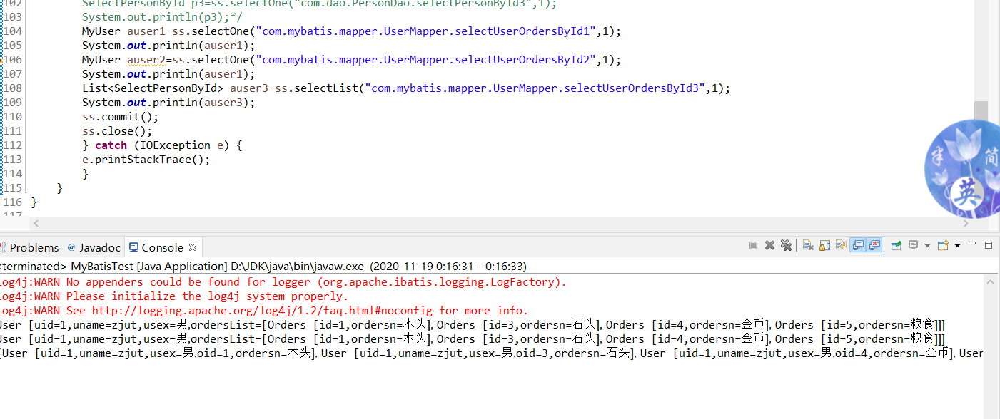 102 SelectPersonById p3=ss.selectOne("com.dao.PersonDao.selectPersonById3",1);
103 System.out.println(p3);*/
104 MyUser auser1=ss.selectOne("com.mybatis.mapper.UserMapper.selectUserOrdersById1",1);
105 System.out.println(auser1);
106 MyUser auser2=ss.selectOne("com.mybatis.mapper.UserMapper.selectUserOrdersById2",1);
107 System.out.println(auser1);
108 List<SelectPersonById> auser3=ss.selectList("com.mybatis.mapper.UserMapper.selectUserOrdersById3",1);
109 System.out.println(auser3);
110 ss.commit();
111 ss.close();
112 } catch (IOException e) {
113 e.printStackTrace();
114 }
115 }
116 }
117
半 简
英
Problems @ Javadoc Console
<terminated> MyBatisTest [Java Application] D:\JDK\java\bin\javaw.exe (2020-11-19 0:16:31 – 0:16:33)
log4j:WARN No appenders could be found for logger (org.apache.ibatis.logging.LogFactory).
log4j:WARN Please initialize the log4j system properly.
log4j:WARN See http://logging.apache.org/log4j/1.2/faq.html#noconfig for more info.
User [uid=1,uname=zjut,usex=男,ordersList=[Orders [id=1,ordersn=木头], Orders [id=3,ordersn=石头], Orders [id=4,ordersn=金币], Orders [id=5,ordersn=粮食]]]
User [uid=1,uname=zjut,usex=男,ordersList=[Orders [id=1,ordersn=木头], Orders [id=3,ordersn=石头], Orders [id=4,ordersn=金币], Orders [id=5,ordersn=粮食]]]
[User [uid=1,uname=zjut,usex=男,oid=1,ordersn=木头], User [uid=1,uname=zjut,usex=男,oid=3,ordersn=石头], User [uid=1,uname=zjut,usex=男,oid=4,ordersn=金币], User